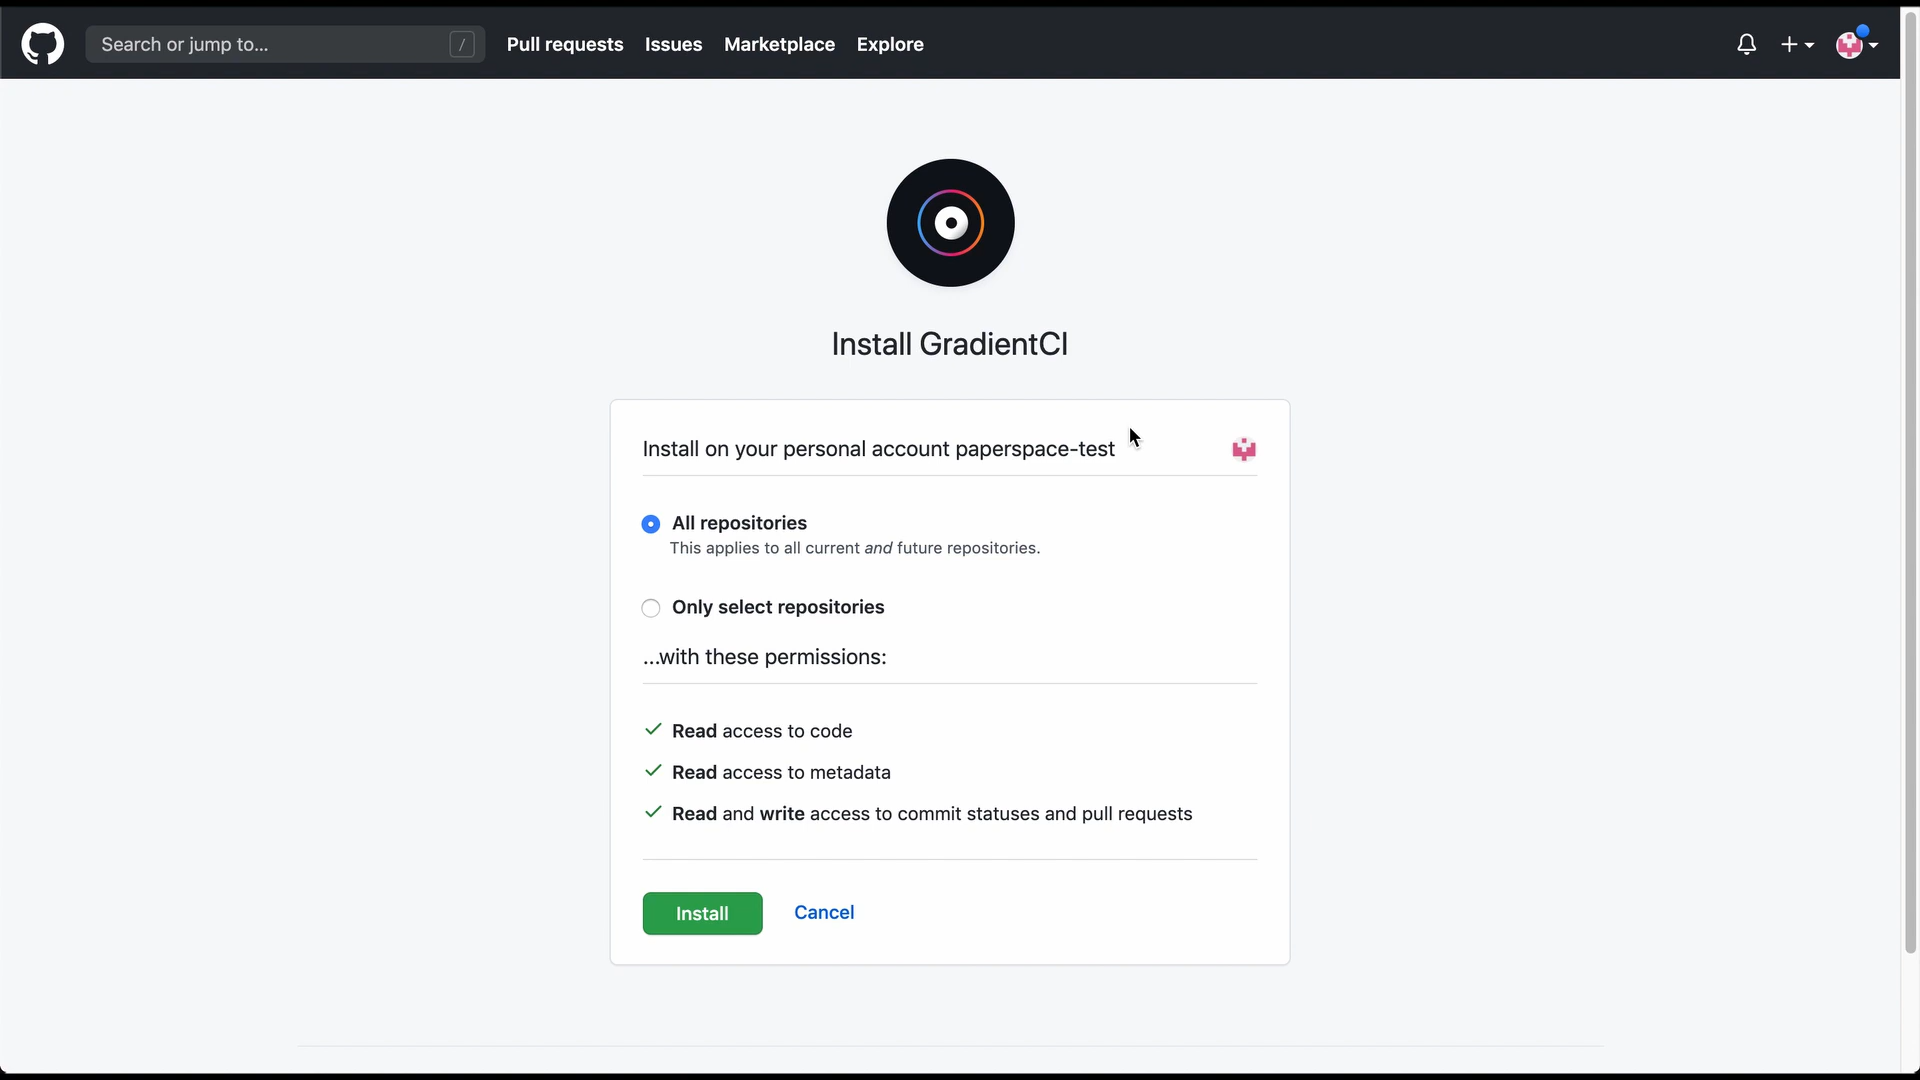 Search or jump to...
/
Pull requests
Issues
Marketplace
Explore
Install GradientCI
Install on your personal account paperspace-test
All repositories
This applies to all current and future repositories.
Only select repositories
...with these permissions:
Read access to code
Read access to metadata
Read and write access to commit statuses and pull requests
Install
Cancel